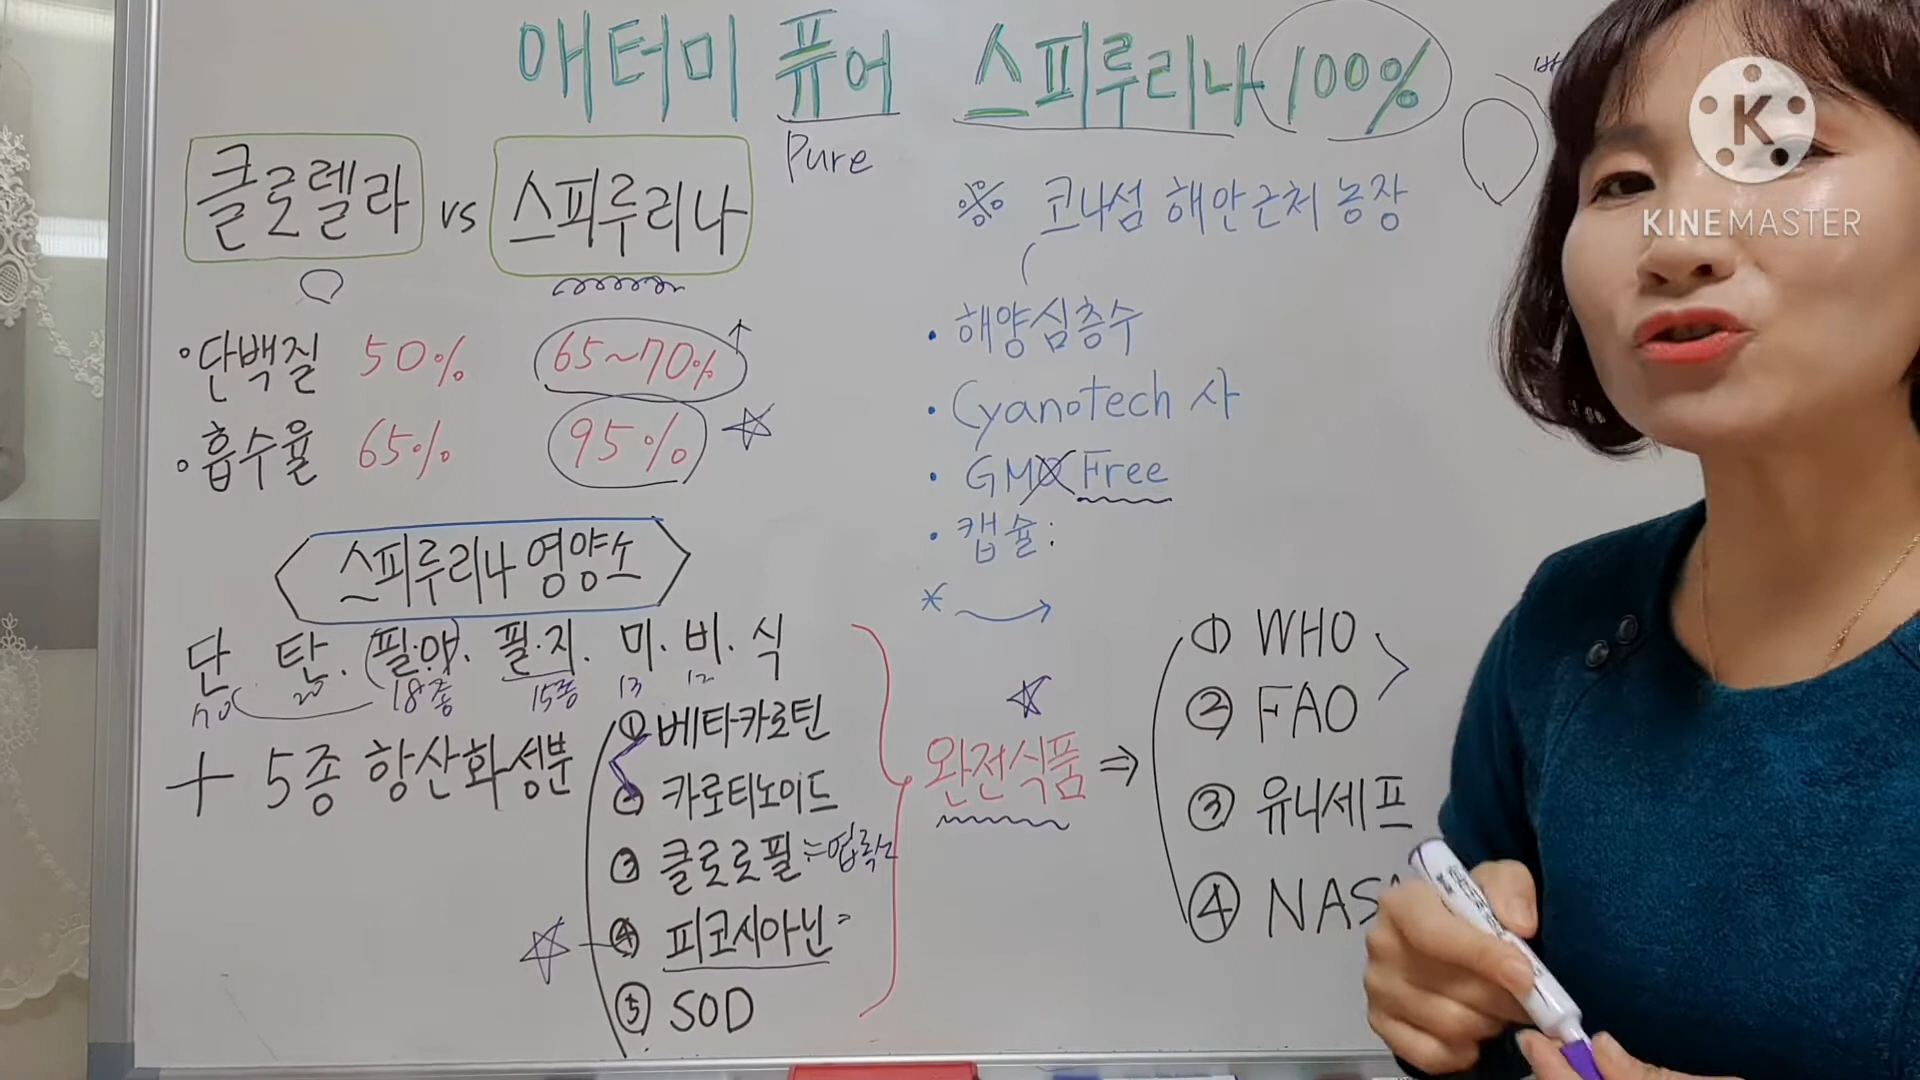 애터미 퓨어 스피루리나 100%
Pure
클로렐라 vs 스피루리나
• 단백질 50% 65~70%
• 흡수율 65% 95%
스피루리나 영양소
단 탄. 필·아. 필·지. 미. 비. 식
70 20 18종 15종 13 12
+ 5종 항산화성분
① 베타카로틴
② 카로티노이드
③ 클로로필 = 엽록소
④ 피코시아닌
⑤ SOD
※ 코나섬 해안근처 농장
• 해양심층수
• Cyanotech 사
• GMO Free
• 캡슐:
완전식품 ⇒
① WHO
② FAO
③ 유니세프
④ NASA
K
KINEMASTER